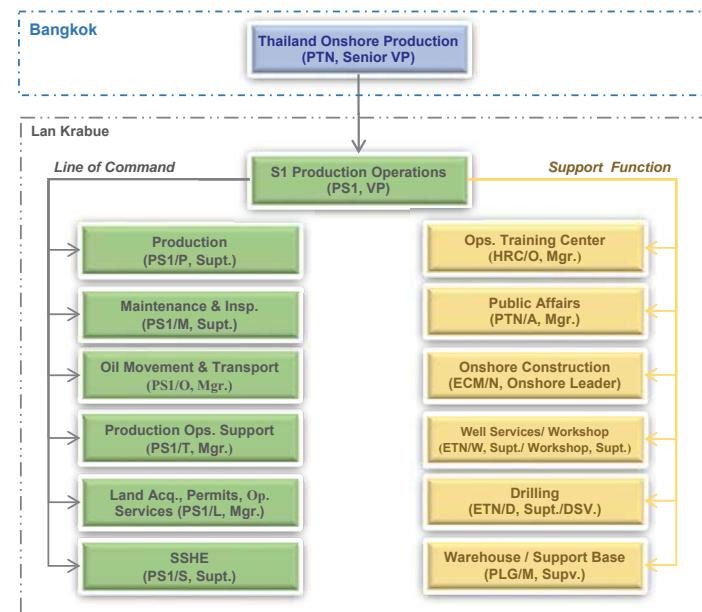 Bangkok
Thailand Onshore Production
(PTN, Senior VP)
Lan Krabue
Line of Command
S1 Production Operations
(PS1, VP)
Support Function
Production
(PS1/P, Supt.)
Maintenance & Insp.
(PS1/M, Supt.)
Oil Movement & Transport
(PS1/O, Mgr.)
Production Ops. Support
(PS1/T, Mgr.)
Land Acq., Permits, Op.
Services (PS1/L, Mgr.)
SSHE
(PS1/S, Supt.)
Ops. Training Center
(HRC/O, Mgr.)
Public Affairs
(PTN/A, Mgr.)
Onshore Construction
(ECM/N, Onshore Leader)
Well Services/ Workshop
(ETN/W, Supt./ Workshop, Supt.)
Drilling
(ETN/D, Supt./DSV.)
Warehouse / Support Base
(PLG/M, Supv.)